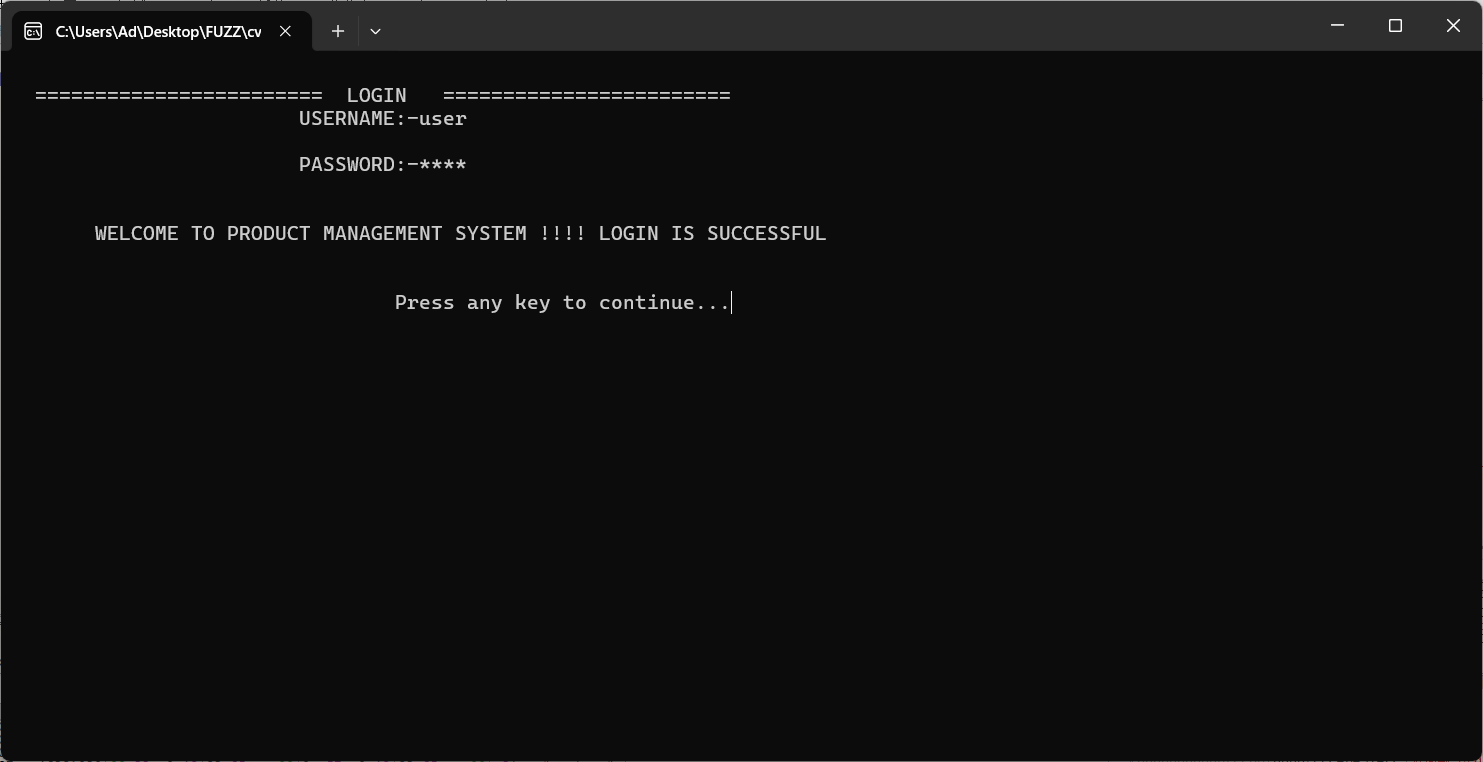 C:\Users\Ad\Desktop\FUZZ\cv
======================== LOGIN ========================
USERNAME:-user
PASSWORD:-****
WELCOME TO PRODUCT MANAGEMENT SYSTEM !!!! LOGIN IS SUCCESSFUL
Press any key to continue...